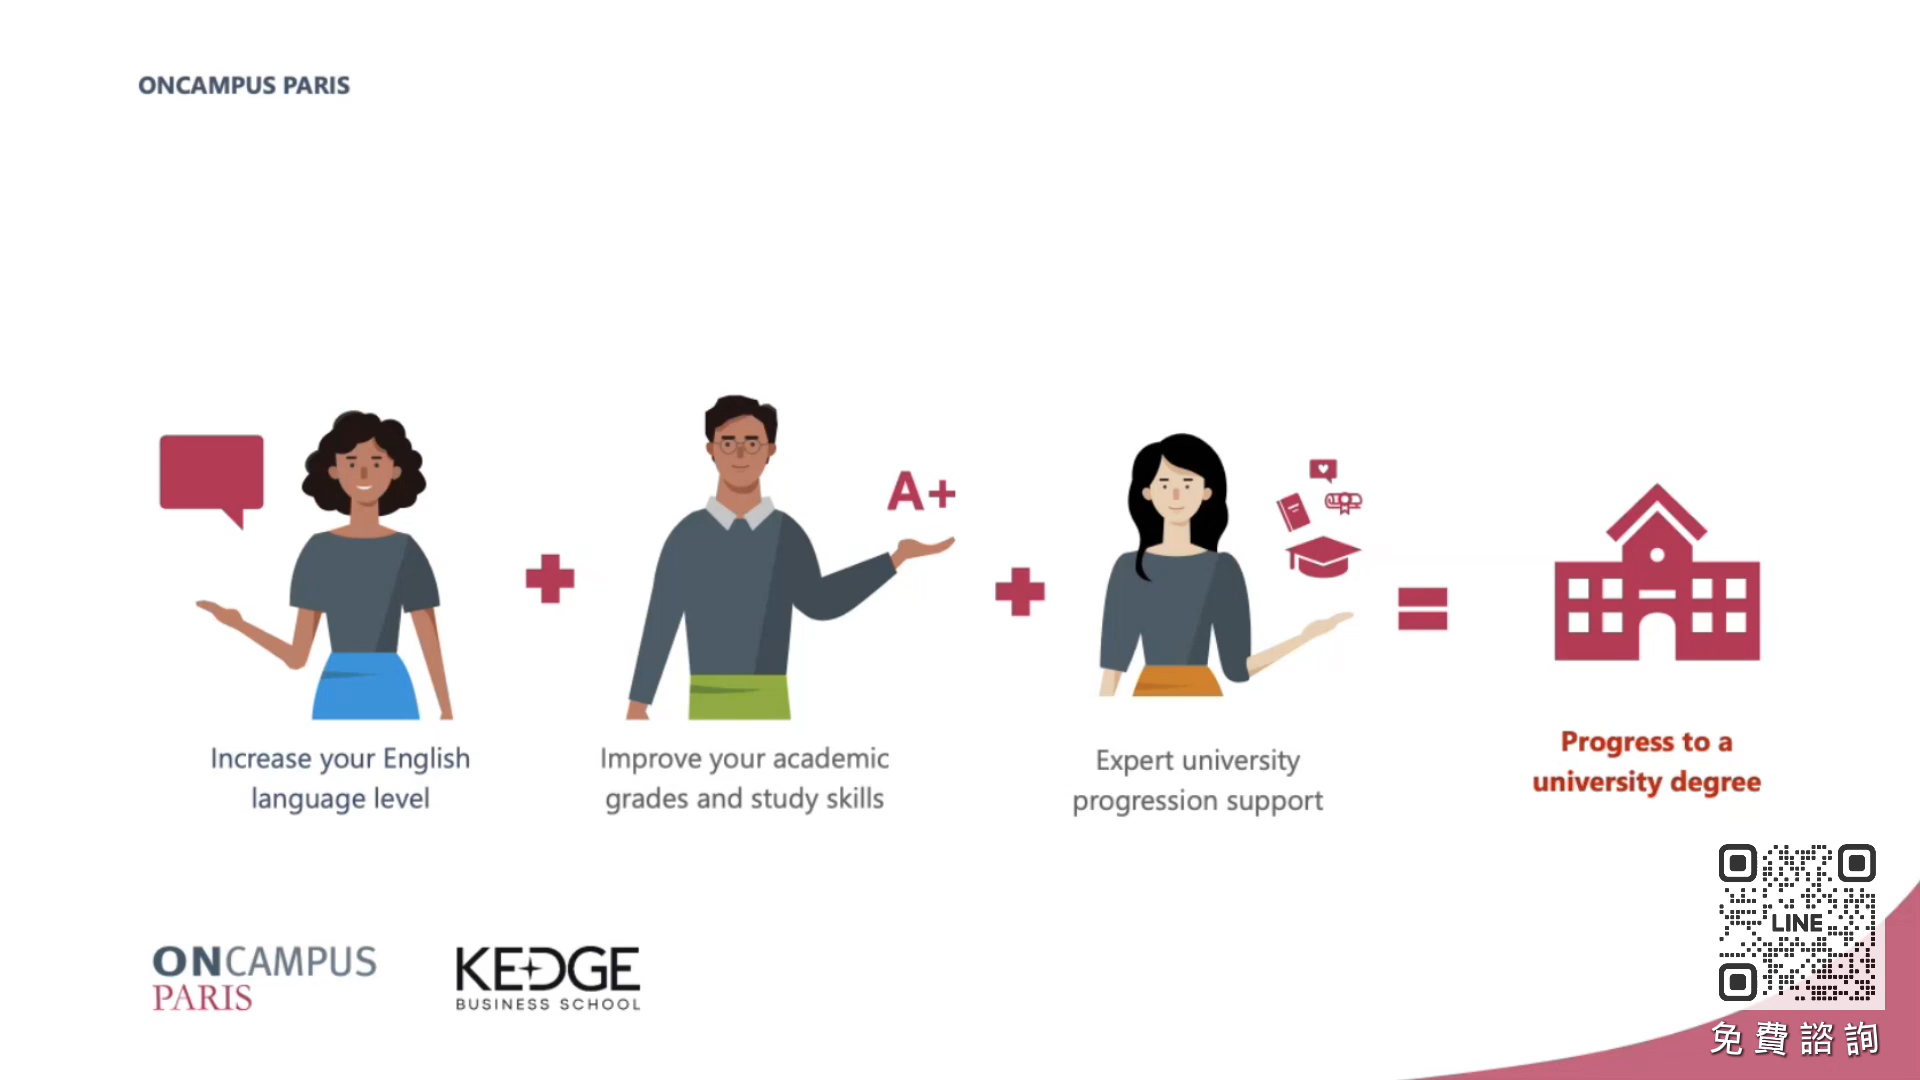 ONCAMPUS PARIS
A+
Increase your English
language level
Improve your academic
grades and study skills
Expert university
progression support
Progress to a
university degree
ONCAMPUS
PARIS
KEDGE
BUSINESS SCHOOL
LINE
免費諮詢